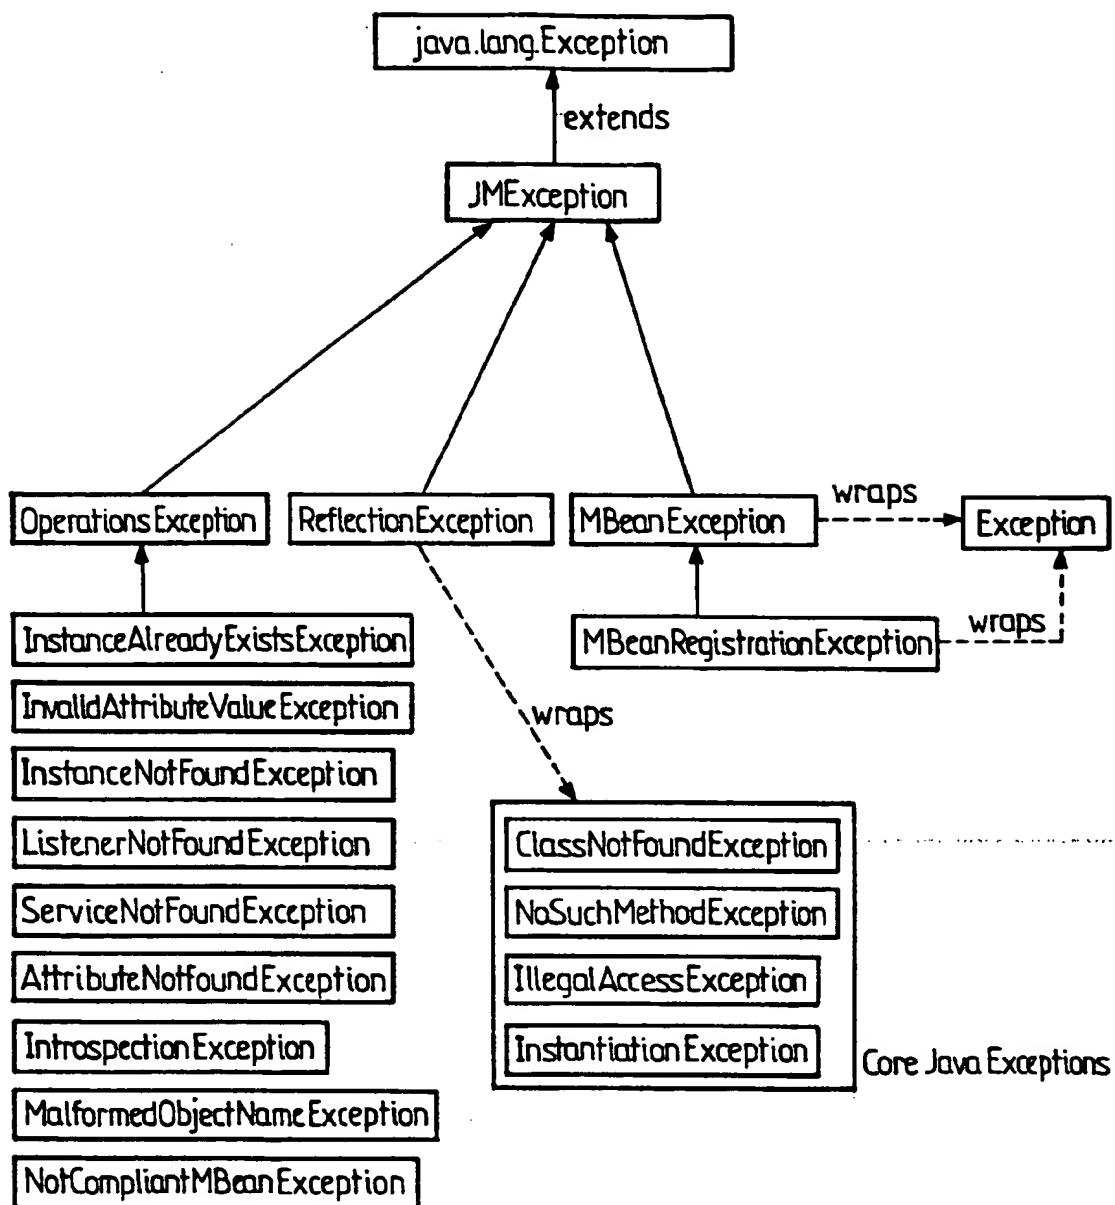 java.lang.Exception
extends
JMException
OperationsException
ReflectionException
MBeanException
wraps
Exception
InstanceAlreadyExistsException
MBeanRegistrationException
wraps
InvalidAttributeValueException
wraps
InstanceNotFoundException
ListenerNotFoundException
ServiceNotFoundException
AttributeNotfoundException
IntrospectionException
MalformedObjectNameException
NotCompliantMBeanException
ClassNotFoundException
NoSuchMethodException
IllegalAccessException
InstantiationException
Core Java Exceptions